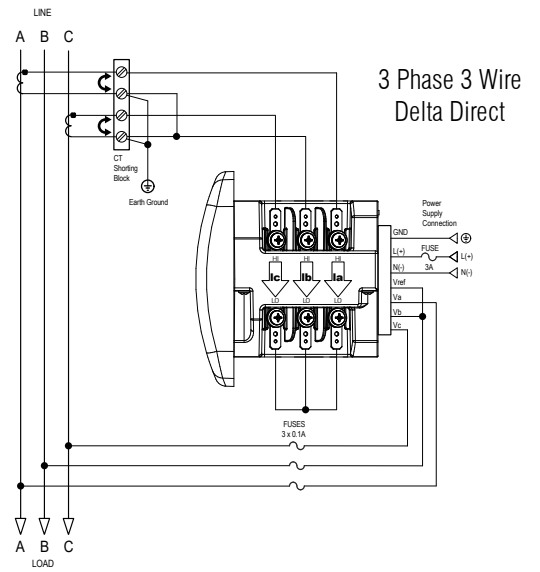 LINE
A B C
3 Phase 3 Wire
Delta Direct
CT
Shorting
Block
Earth Ground
Power
Supply
Connection
GND
L(+) FUSE L(+)
N(-) 3A N(-)
Vref
Va
Vb
Vc
HI HI HI
Ic Ib Ia
LO LO LO
FUSES
3 x 0.1A
A B C
LOAD